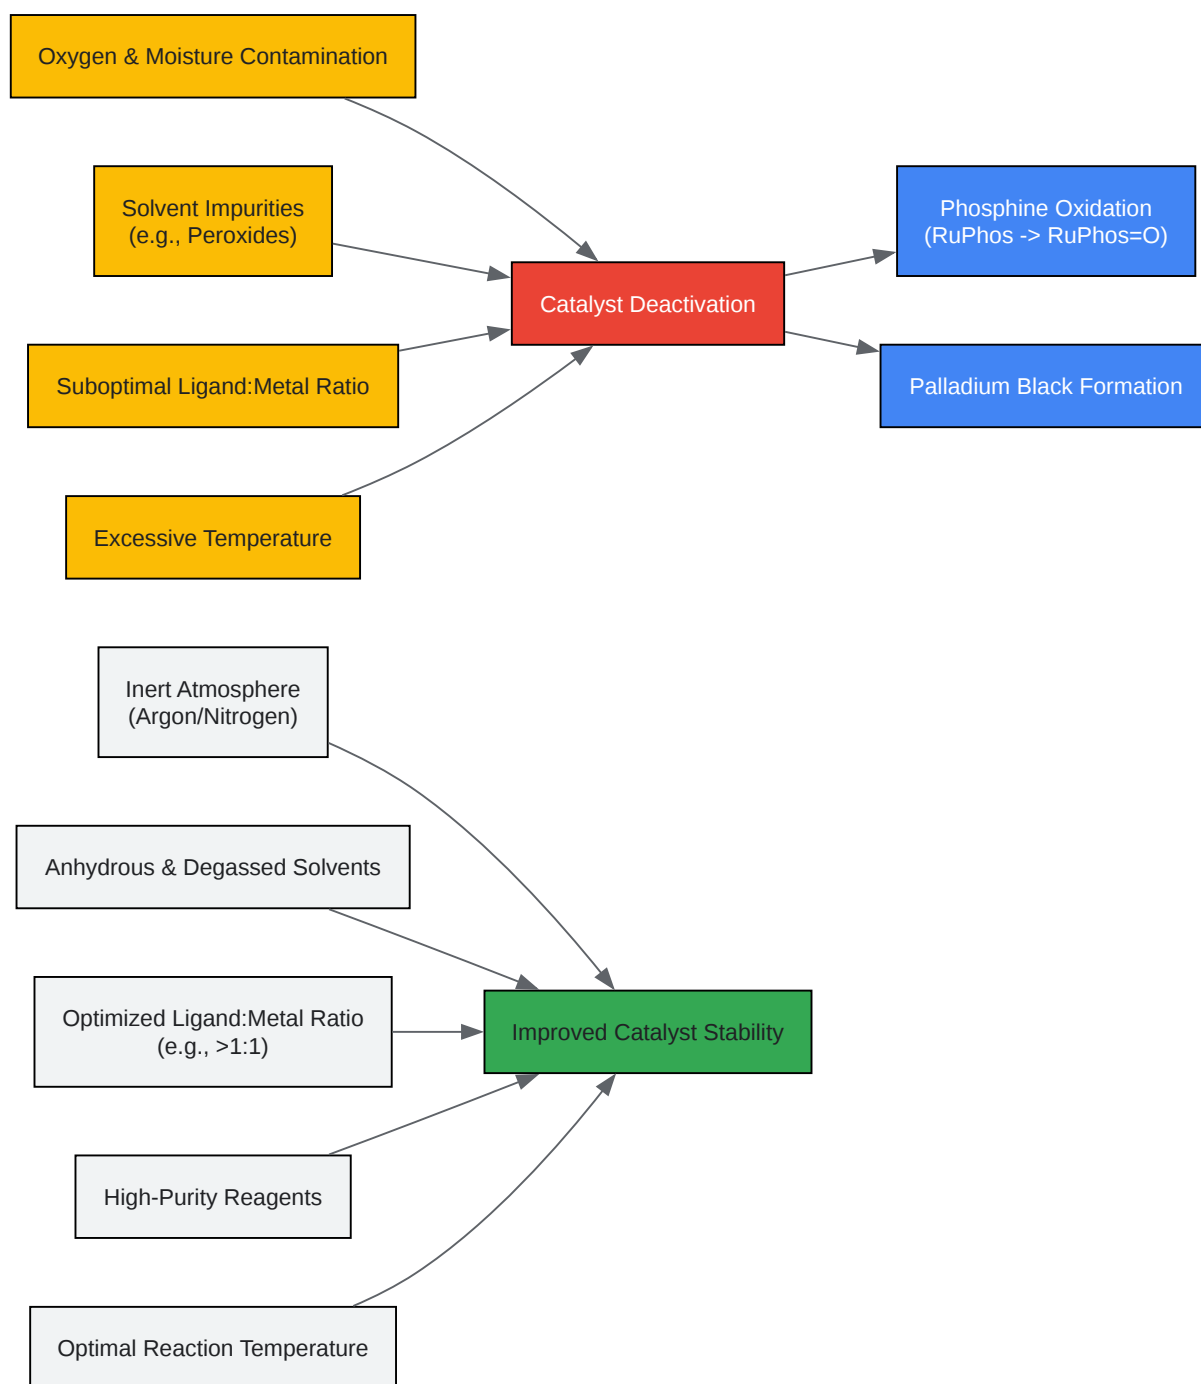 Oxygen & Moisture Contamination
Solvent Impurities
(e.g., Peroxides)
Suboptimal Ligand:Metal Ratio
Excessive Temperature
Catalyst Deactivation
Phosphine Oxidation
(RuPhos -> RuPhos=O)
Palladium Black Formation
Inert Atmosphere
(Argon/Nitrogen)
Anhydrous & Degassed Solvents
Optimized Ligand:Metal Ratio
(e.g., >1:1)
High-Purity Reagents
Optimal Reaction Temperature
Improved Catalyst Stability